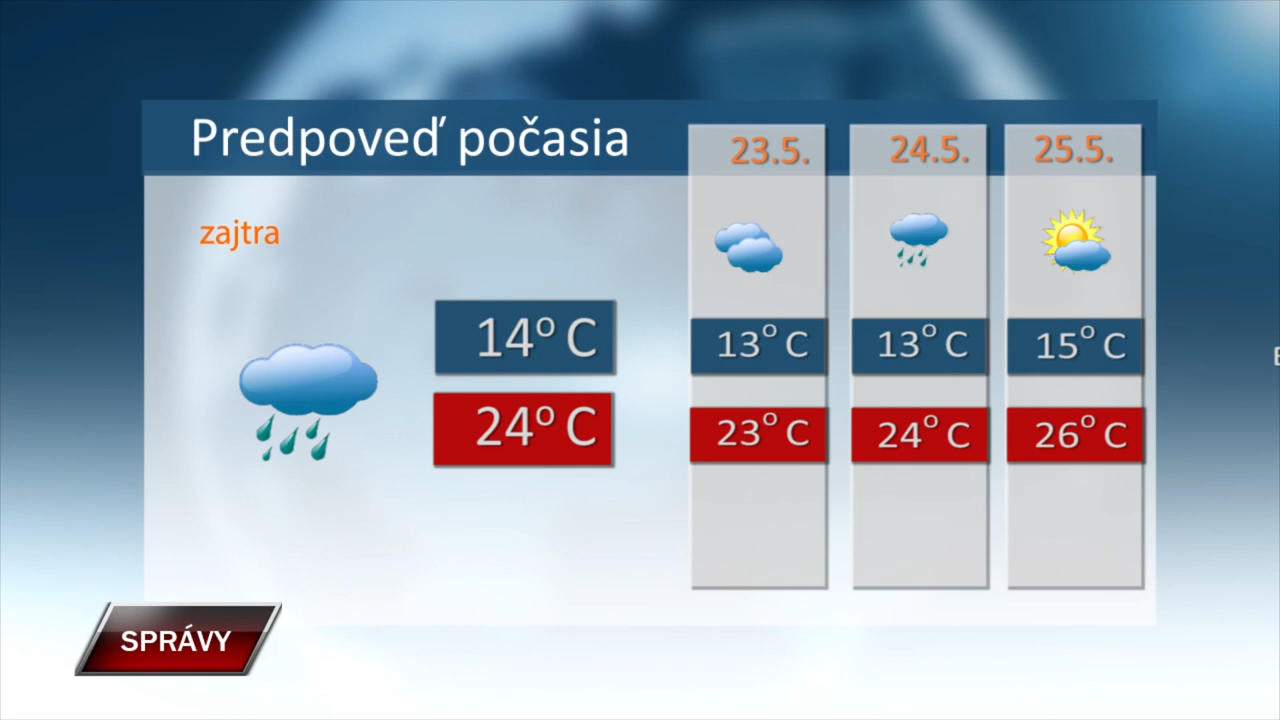 Predpoveď počasia
zajtra
14° C
24° C
23.5.
13° C
23° C
24.5.
13° C
24° C
25.5.
15° C
26° C
SPRÁVY